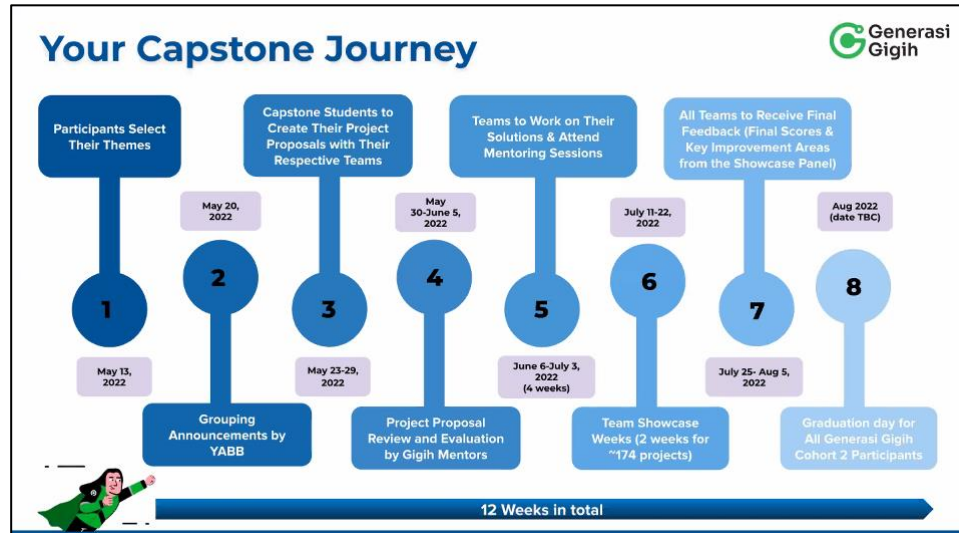 Your Capstone Journey
Generasi
Gigih
Participants Select
Their Themes
1
May 13,
2022
May 20,
2022
2
Grouping
Announcements by
YABB
Capstone Students to
Create Their Project
Proposals with Their
Respective Teams
3
May 23-29,
2022
May
30-June 5,
2022
4
Project Proposal
Review and Evaluation
by Gigih Mentors
Teams to Work on Their
Solutions & Attend
Mentoring Sessions
5
June 6-July 3,
2022
(4 weeks)
July 11-22,
2022
6
Team Showcase
Weeks (2 weeks for
~174 projects)
All Teams to Receive Final
Feedback (Final Scores &
Key Improvement Areas
from the Showcase Panel)
7
July 25- Aug 5,
2022
Aug 2022
(date TBC)
8
Graduation day for
All Generasi Gigih
Cohort 2 Participants
12 Weeks in total